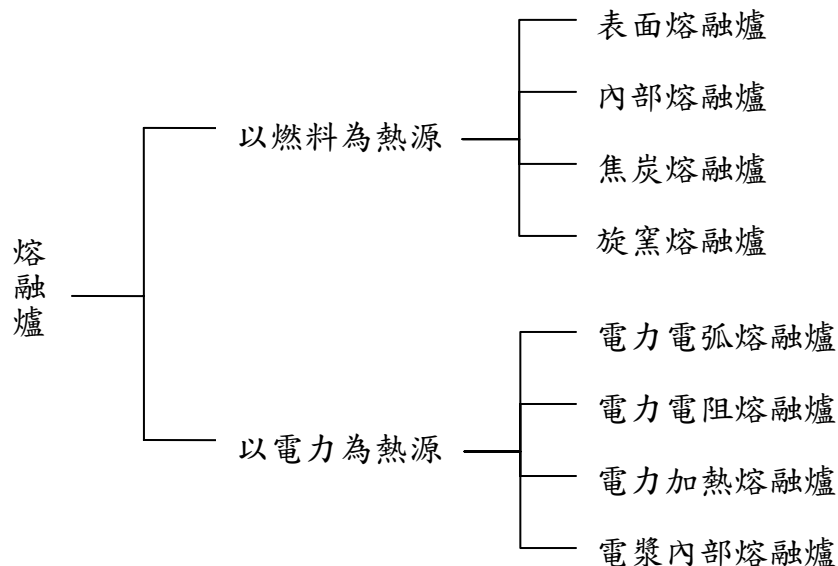 熔融爐
以燃料為熱源
表面熔融爐
內部熔融爐
焦炭熔融爐
旋窯熔融爐
以電力為熱源
電力電弧熔融爐
電力電阻熔融爐
電力加熱熔融爐
電漿內部熔融爐